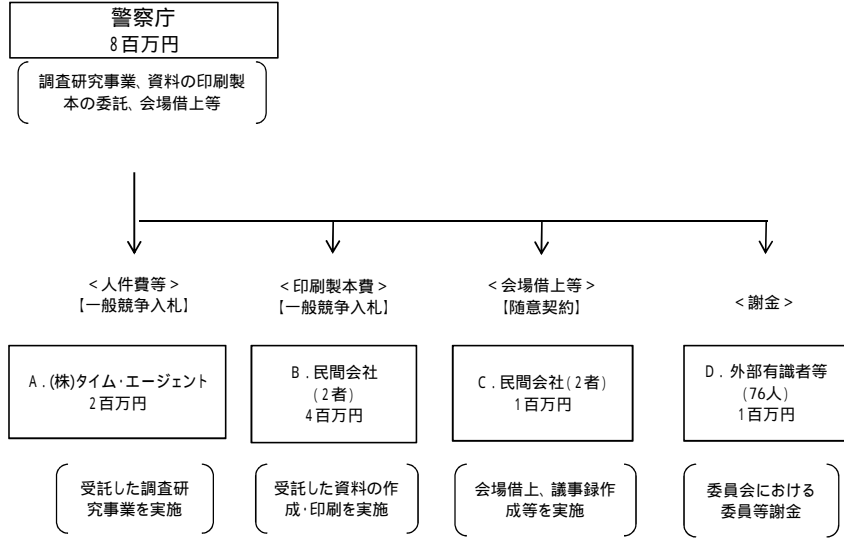 警察庁
8百万円
調査研究事業、資料の印刷製
本の委託、会場借上等
<人件費等>
【一般競争入札】
A.(株)タイム・エージェント
2百万円
受託した調査研
究事業を実施
<印刷製本費>
【一般競争入札】
B.民間会社
(2者)
4百万円
受託した資料の作
成・印刷を実施
<会場借上等>
【随意契約】
C.民間会社(2者)
1百万円
会場借上、議事録作
成等を実施
<謝金>
D.外部有識者等
(76人)
1百万円
委員会における
委員等謝金